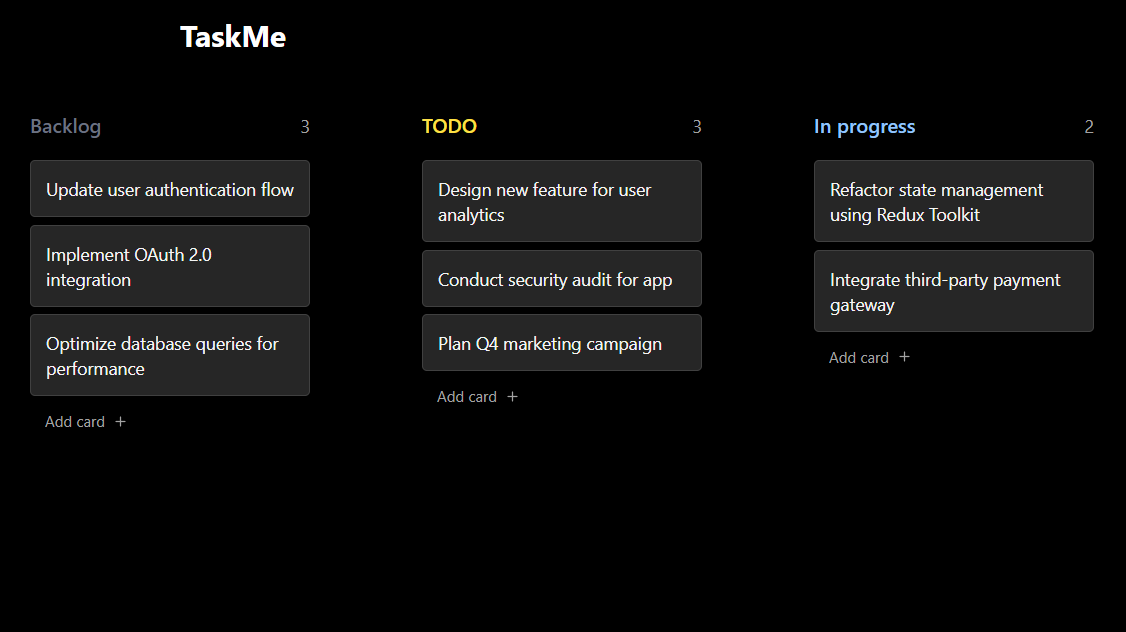 TaskMe
Backlog 3
Update user authentication flow
Implement OAuth 2.0
integration
Optimize database queries for
performance
Add card +
TODO 3
Design new feature for user
analytics
Conduct security audit for app
Plan Q4 marketing campaign
Add card +
In progress 2
Refactor state management
using Redux Toolkit
Integrate third-party payment
gateway
Add card +